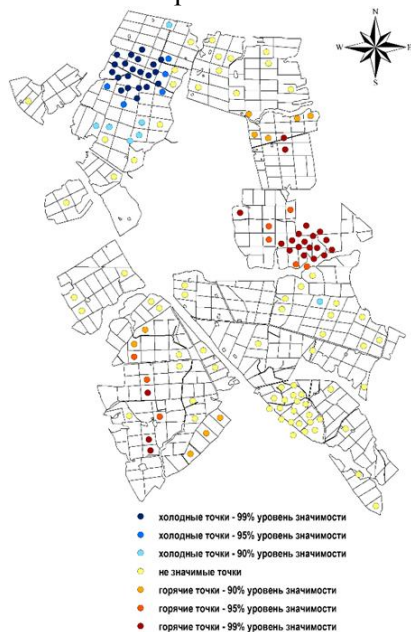 N
W
E
S
холодные точки - 99% уровень значимости
холодные точки - 95% уровень значимости
холодные точки - 90% уровень значимости
не значимые точки
горячие точки - 90% уровень значимости
горячие точки - 95% уровень значимости
горячие точки - 99% уровень значимости